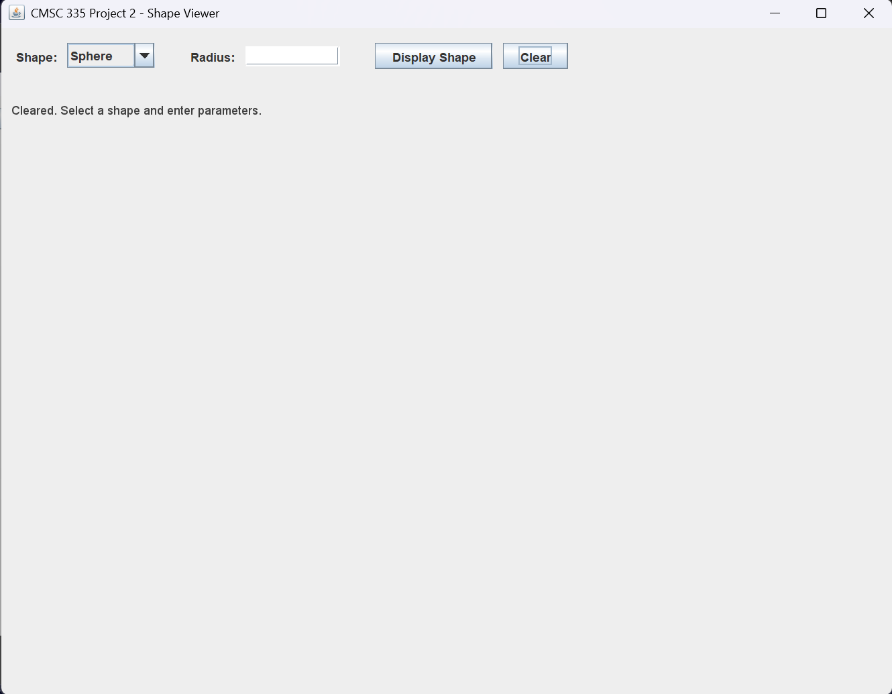 CMSC 335 Project 2 - Shape Viewer
Shape: Sphere Radius: Display Shape Clear
Cleared. Select a shape and enter parameters.